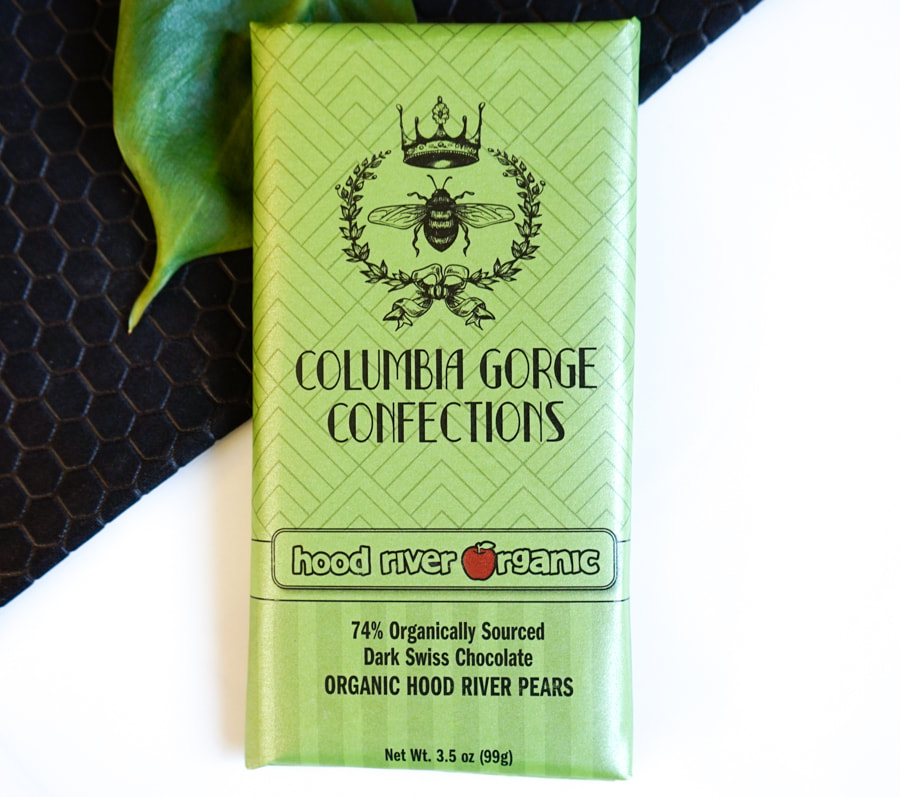 COLUMBIA GORGE
CONFECTIONS
hood river organic
74% Organically Sourced
Dark Swiss Chocolate
ORGANIC HOOD RIVER PEARS
Net Wt. 3.5 oz (99g)